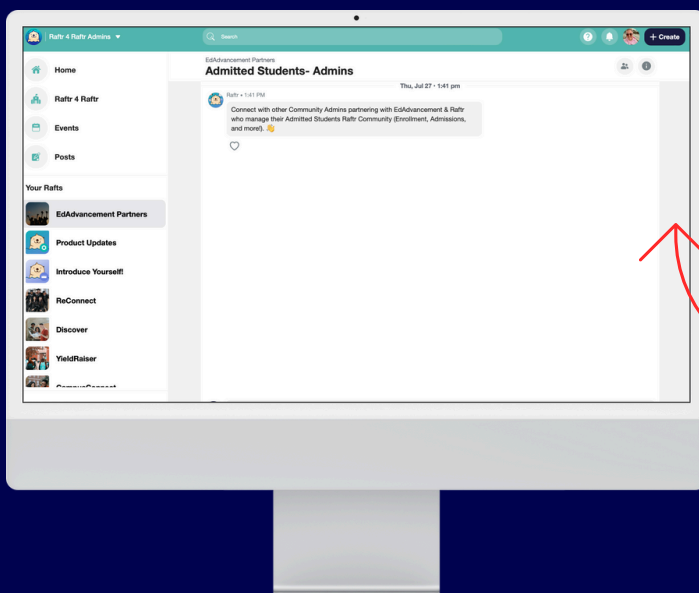 Raftr 4 Raftr Admins
Search
+ Create
Home
Raftr 4 Raftr
Events
Posts
Your Rafts
EdAdvancement Partners
Product Updates
Introduce Yourself!
ReConnect
Discover
YieldRaiser
CampusConnect
EdAdvancement Partners
Admitted Students- Admins
Thu, Jul 27 • 1:41 pm
Raftr • 1:41 PM
Connect with other Community Admins partnering with EdAdvancement & Raftr
who manage their Admitted Students Raftr Community (Enrollment, Admissions,
and more!). 👋